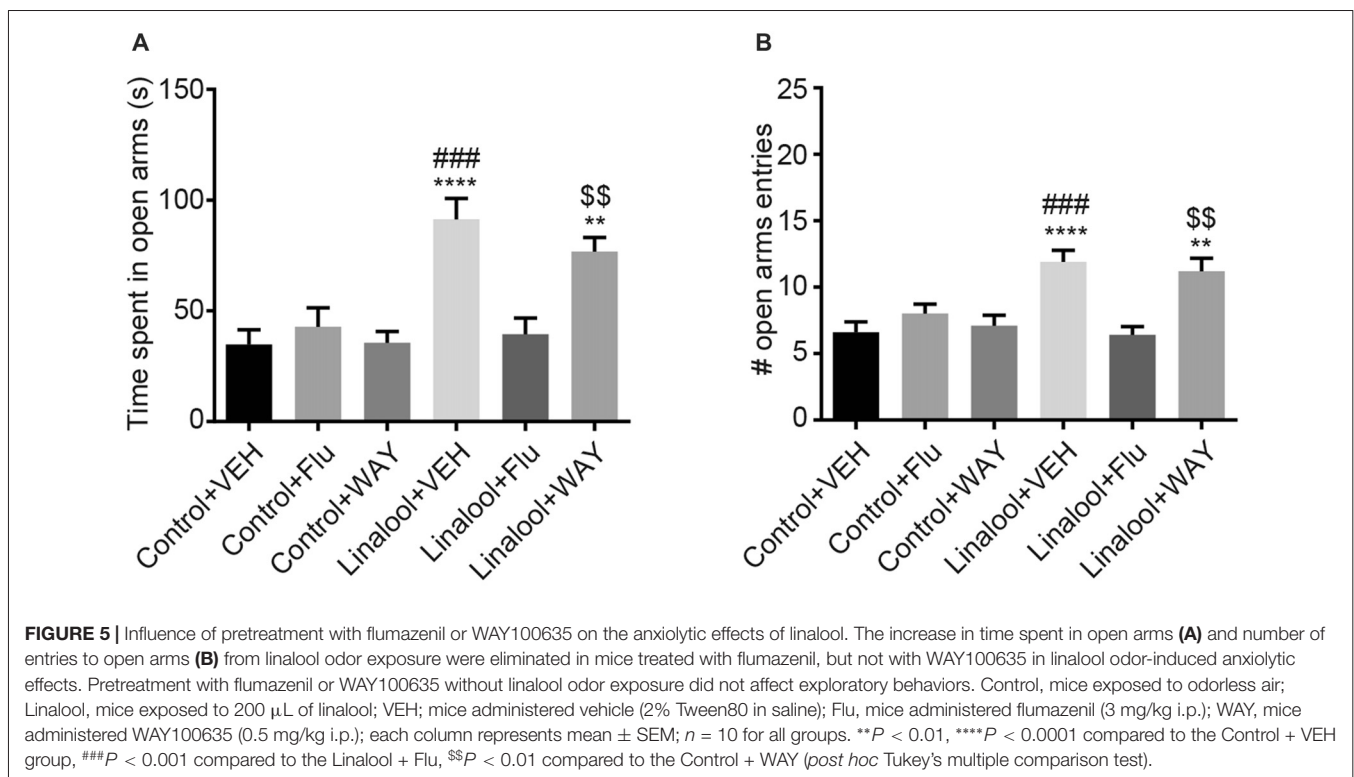 A
B
Time spent in open arms (s)
150
100
50
0
###
****
$$
**
Control+VEH
Control+Flu
Control+WAY
Linalool+VEH
Linalool+Flu
Linalool+WAY
# open arms entries
25
20
15
10
5
0
###
****
$$
**
Control+VEH
Control+Flu
Control+WAY
Linalool+VEH
Linalool+Flu
Linalool+WAY
FIGURE 5 | Influence of pretreatment with flumazenil or WAY100635 on the anxiolytic effects of linalool. The increase in time spent in open arms (A) and number of
entries to open arms (B) from linalool odor exposure were eliminated in mice treated with flumazenil, but not with WAY100635 in linalool odor-induced anxiolytic
effects. Pretreatment with flumazenil or WAY100635 without linalool odor exposure did not affect exploratory behaviors. Control, mice exposed to odorless air;
Linalool, mice exposed to 200 μL of linalool; VEH; mice administered vehicle (2% Tween80 in saline); Flu, mice administered flumazenil (3 mg/kg i.p.); WAY, mice
administered WAY100635 (0.5 mg/kg i.p.); each column represents mean ± SEM; n = 10 for all groups. **P < 0.01, ****P < 0.0001 compared to the Control + VEH
group, ###P < 0.001 compared to the Linalool + Flu, $$P < 0.01 compared to the Control + WAY (post hoc Tukey's multiple comparison test).